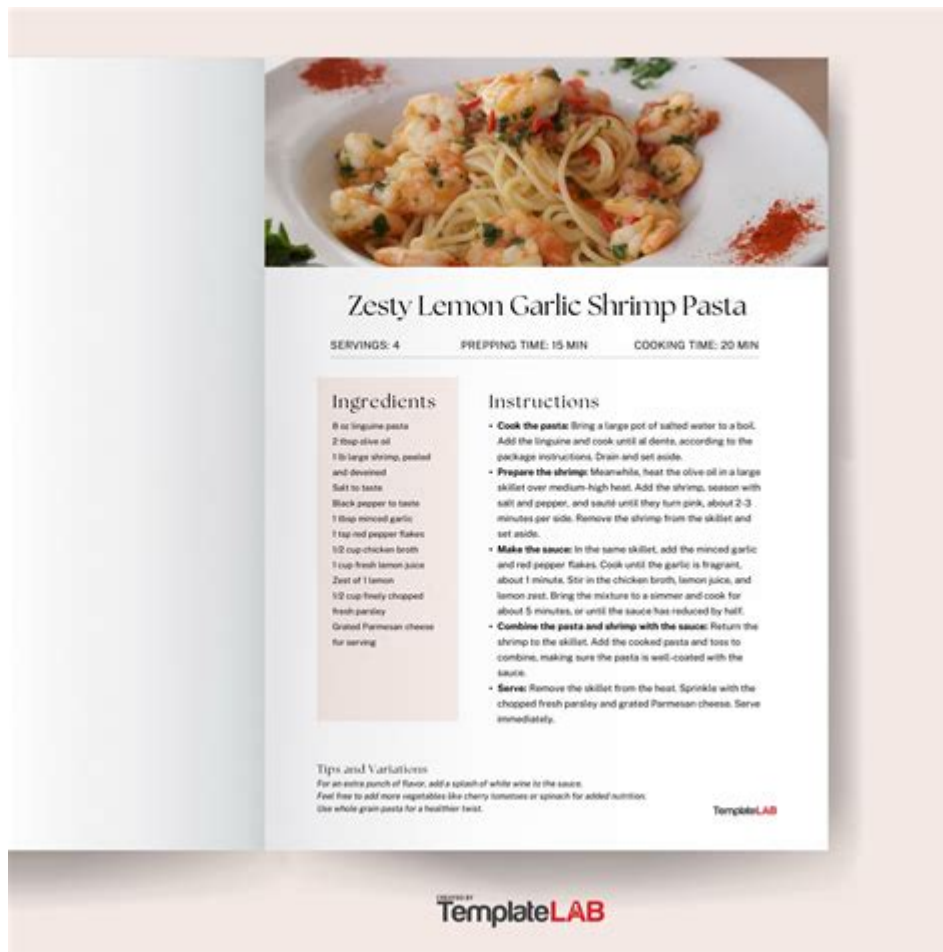 Zesty Lemon Garlic Shrimp Pasta
SERVINGS: 4 PREPPING TIME: 15 MIN COOKING TIME: 20 MIN
Ingredients
8 oz linguine pasta
2 tbsp olive oil
1 lb large shrimp, peeled
and deveined
Salt to taste
Black pepper to taste
1 tbsp minced garlic
1 tsp red pepper flakes
1/2 cup chicken broth
1 cup fresh lemon juice
Zest of 1 lemon
1/2 cup finely chopped
fresh parsley
Grated Parmesan cheese
for serving
Instructions
• Cook the pasta: Bring a large pot of salted water to a boil.
Add the linguine and cook until al dente, according to the
package instructions. Drain and set aside.
• Prepare the shrimp: Meanwhile, heat the olive oil in a large
skillet over medium-high heat. Add the shrimp, season with
salt and pepper, and sauté until they turn pink, about 2-3
minutes per side. Remove the shrimp from the skillet and
set aside.
• Make the sauce: In the same skillet, add the minced garlic
and red pepper flakes. Cook until the garlic is fragrant,
about 1 minute. Stir in the chicken broth, lemon juice, and
lemon zest. Bring the mixture to a simmer and cook for
about 5 minutes, or until the sauce has reduced by half.
• Combine the pasta and shrimp with the sauce: Return the
shrimp to the skillet. Add the cooked pasta and toss to
combine, making sure the pasta is well-coated with the
sauce.
• Serve: Remove the skillet from the heat. Sprinkle with the
chopped fresh parsley and grated Parmesan cheese. Serve
immediately.
Tips and Variations
For an extra punch of flavor, add a splash of white wine to the sauce.
Feel free to add more vegetables like cherry tomatoes or spinach for added nutrition.
Use whole grain pasta for a healthier twist.
TemplateLAB
CREATED BY
TemplateLAB